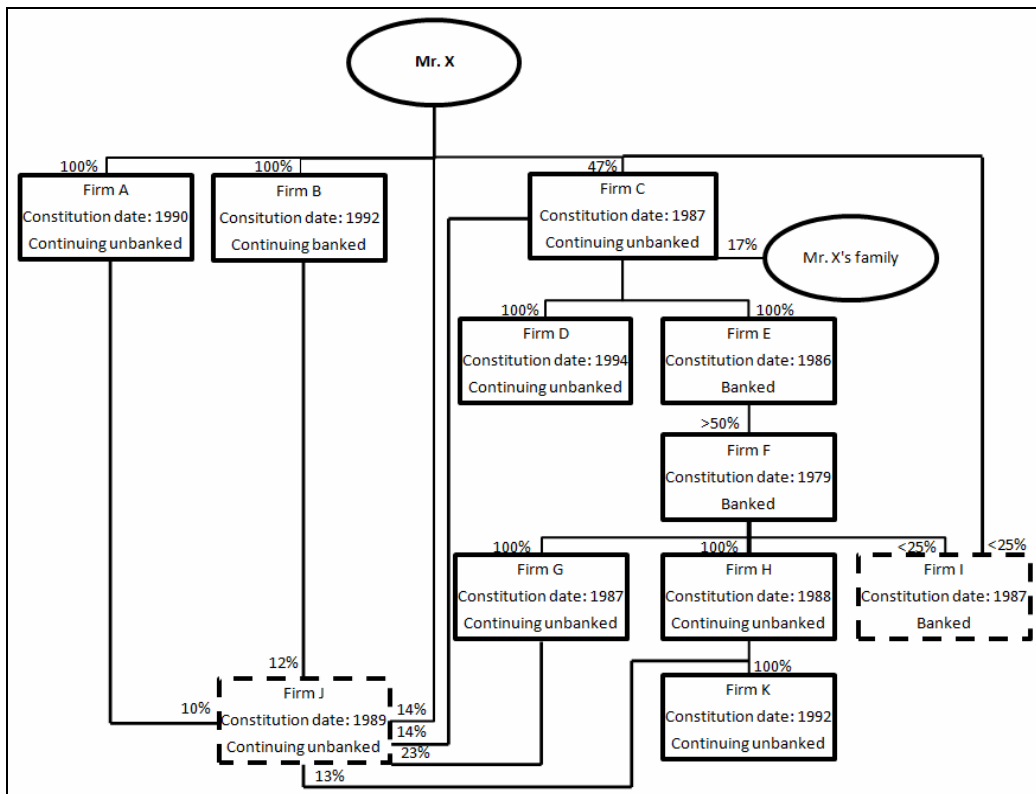 Mr. X
100%
100%
47%
Firm A
Constitution date: 1990
Continuing unbanked
Firm B
Consitution date: 1992
Continuing banked
Firm C
Constitution date: 1987
Continuing unbanked
17%
Mr. X's family
100%
100%
Firm D
Constitution date: 1994
Continuing unbanked
Firm E
Constitution date: 1986
Banked
>50%
Firm F
Constitution date: 1979
Banked
100%
100%
<25%
<25%
Firm G
Constitution date: 1987
Continuing unbanked
Firm H
Constitution date: 1988
Continuing unbanked
Firm I
Constitution date: 1987
Banked
12%
100%
10%
Firm J
Constitution date: 1989
Continuing unbanked
14%
14%
23%
13%
Firm K
Constitution date: 1992
Continuing unbanked